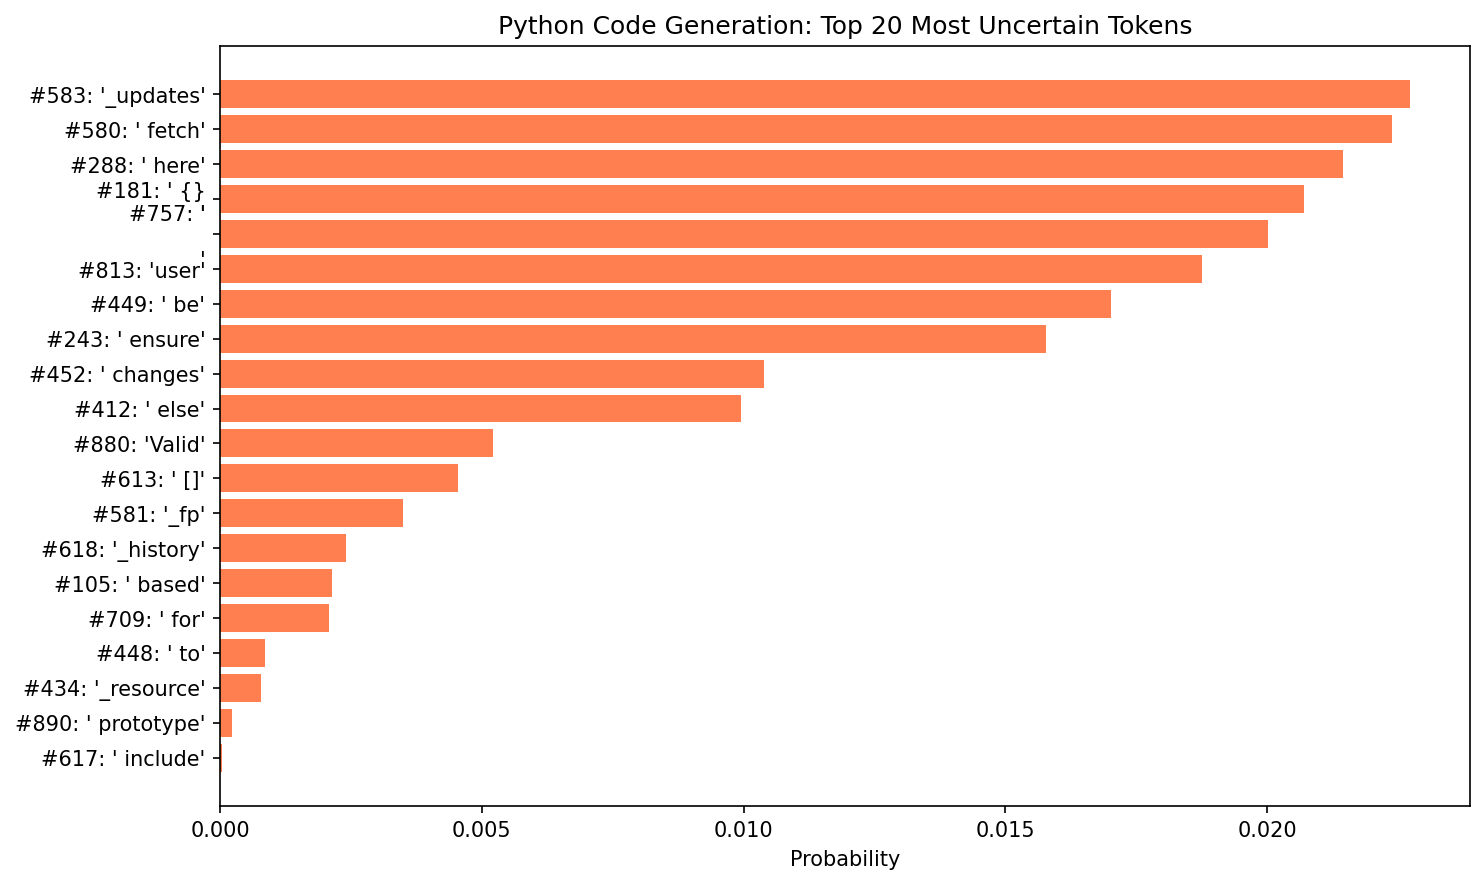 Python Code Generation: Top 20 Most Uncertain Tokens
#583: '_updates'
#580: ' fetch'
#288: ' here'
#181: ' {}
#757: '
'
#813: 'user'
#449: ' be'
#243: ' ensure'
#452: ' changes'
#412: ' else'
#880: 'Valid'
#613: ' []'
#581: '_fp'
#618: '_history'
#105: ' based'
#709: ' for'
#448: ' to'
#434: '_resource'
#890: ' prototype'
#617: ' include'
0.000 0.005 0.010 0.015 0.020
Probability